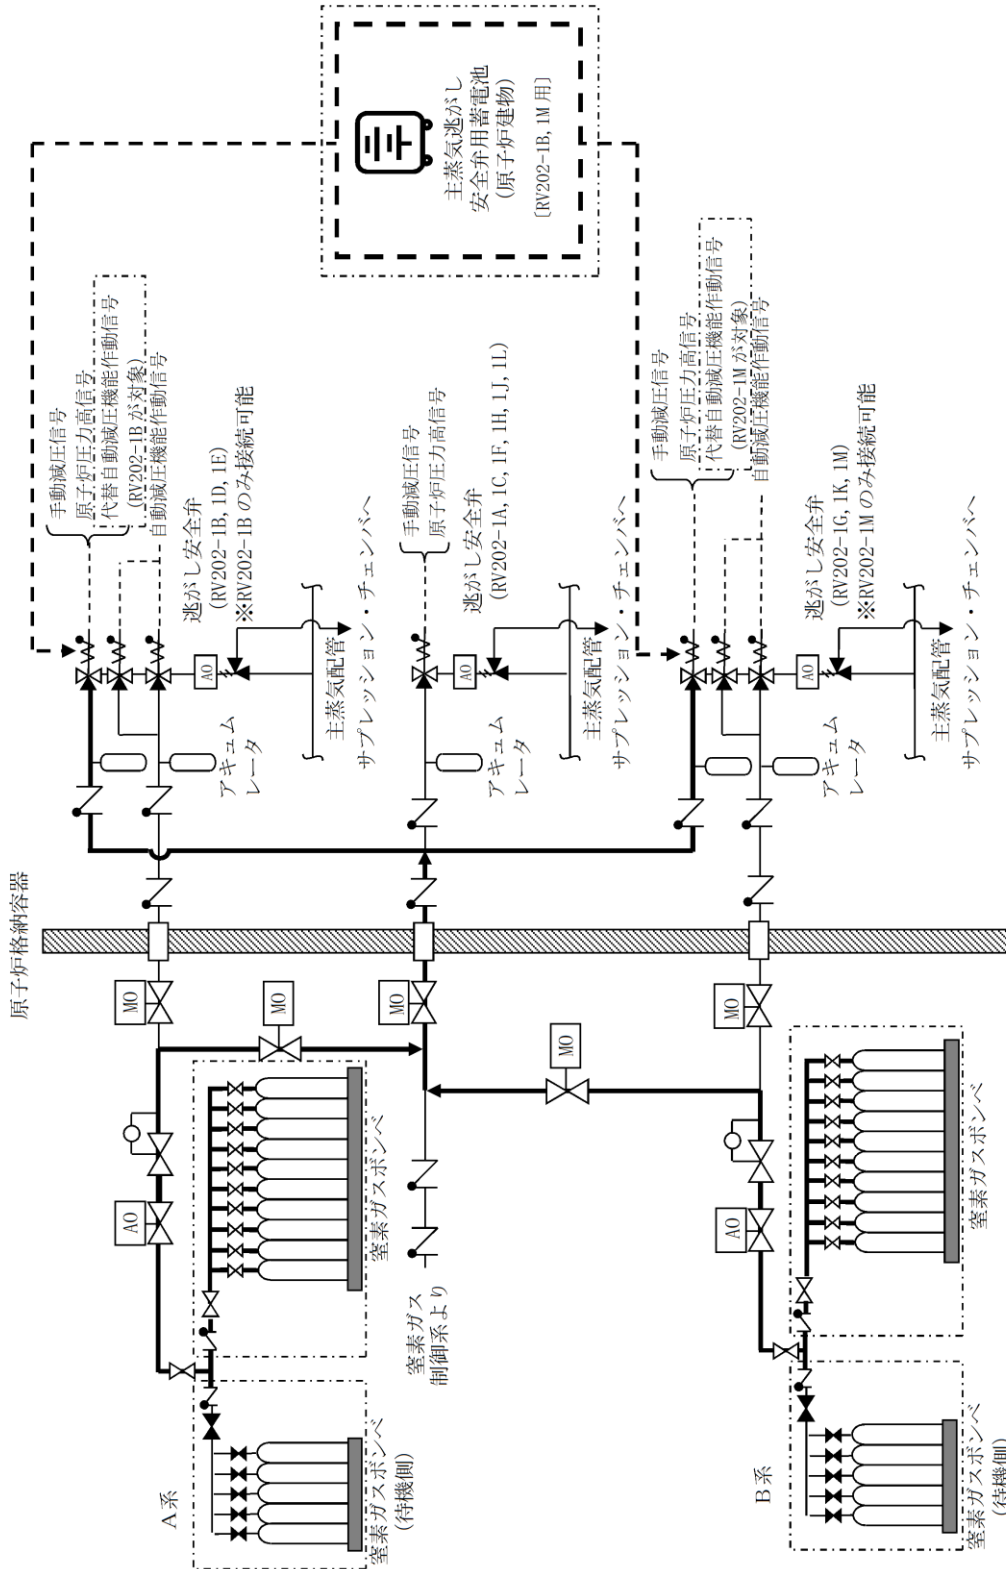 主蒸気逃がし
安全弁用蓄電池
(原子炉建物)
[RV202-1B, 1M 用]
手動減圧信号
原子炉圧力高信号
代替自動減圧機能作動信号
(RV202-1B が対象)
自動減圧機能作動信号
逃がし安全弁
(RV202-1B, 1D, 1E)
※RV202-1B のみ接続可能
AO
主蒸気配管
サプレッション・チェンバへ
アキュム
レータ
手動減圧信号
原子炉圧力高信号
逃がし安全弁
(RV202-1A, 1C, 1F, 1H, 1J, 1L)
AO
主蒸気配管
サプレッション・チェンバへ
アキュム
レータ
手動減圧信号
原子炉圧力高信号
代替自動減圧機能作動信号
(RV202-1M が対象)
自動減圧機能作動信号
逃がし安全弁
(RV202-1G, 1K, 1M)
※RV202-1M のみ接続可能
AO
主蒸気配管
サプレッション・チェンバへ
アキュム
レータ
原子炉格納容器
MO
MO
MO
MO
MO
AO
AO
窒素ガスボンベ
窒素ガス
制御系より
窒素ガスボンベ
A系
窒素ガスボンベ
(待機側)
B系
窒素ガスボンベ
(待機側)